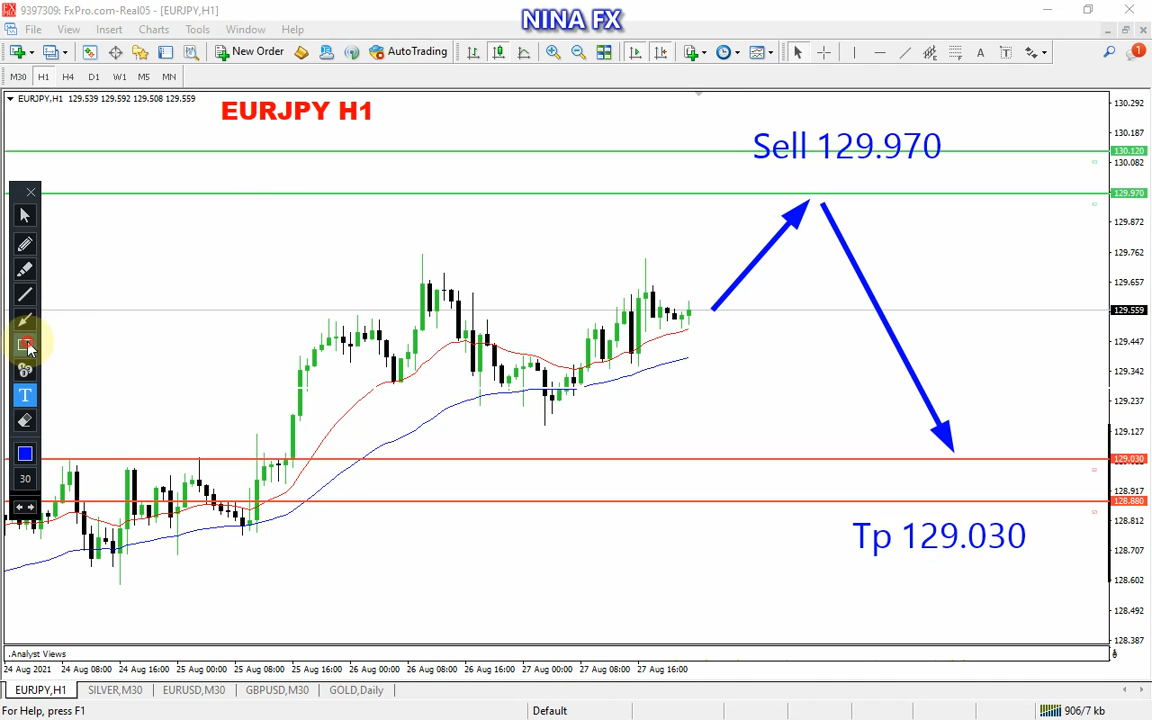 9397309: FxPro.com-Real05 - [EURJPY,H1]
NINA FX
File View Insert Charts Tools Window Help
New Order AutoTrading
A T 1
M30 H1 H4 D1 W1 M5 MN
EURJPY,H1 129.539 129.592 129.508 129.559
EURJPY H1
130.292
130.187
Sell 129.970
130.120
130.082
129.970
129.872
129.762
129.657
129.559
129.447
129.342
129.237
129.127
129.030
128.917
128.880
128.812
128.707
128.602
128.492
128.387
T
30
Tp 129.030
.Analyst Views
24 Aug 2021 24 Aug 08:00 24 Aug 16:00 25 Aug 00:00 25 Aug 08:00 25 Aug 16:00 26 Aug 00:00 26 Aug 08:00 26 Aug 16:00 27 Aug 00:00 27 Aug 08:00 27 Aug 16:00
EURJPY,H1 SILVER,M30 EURUSD,M30 GBPUSD,M30 GOLD,Daily
For Help, press F1 Default 906/7 kb